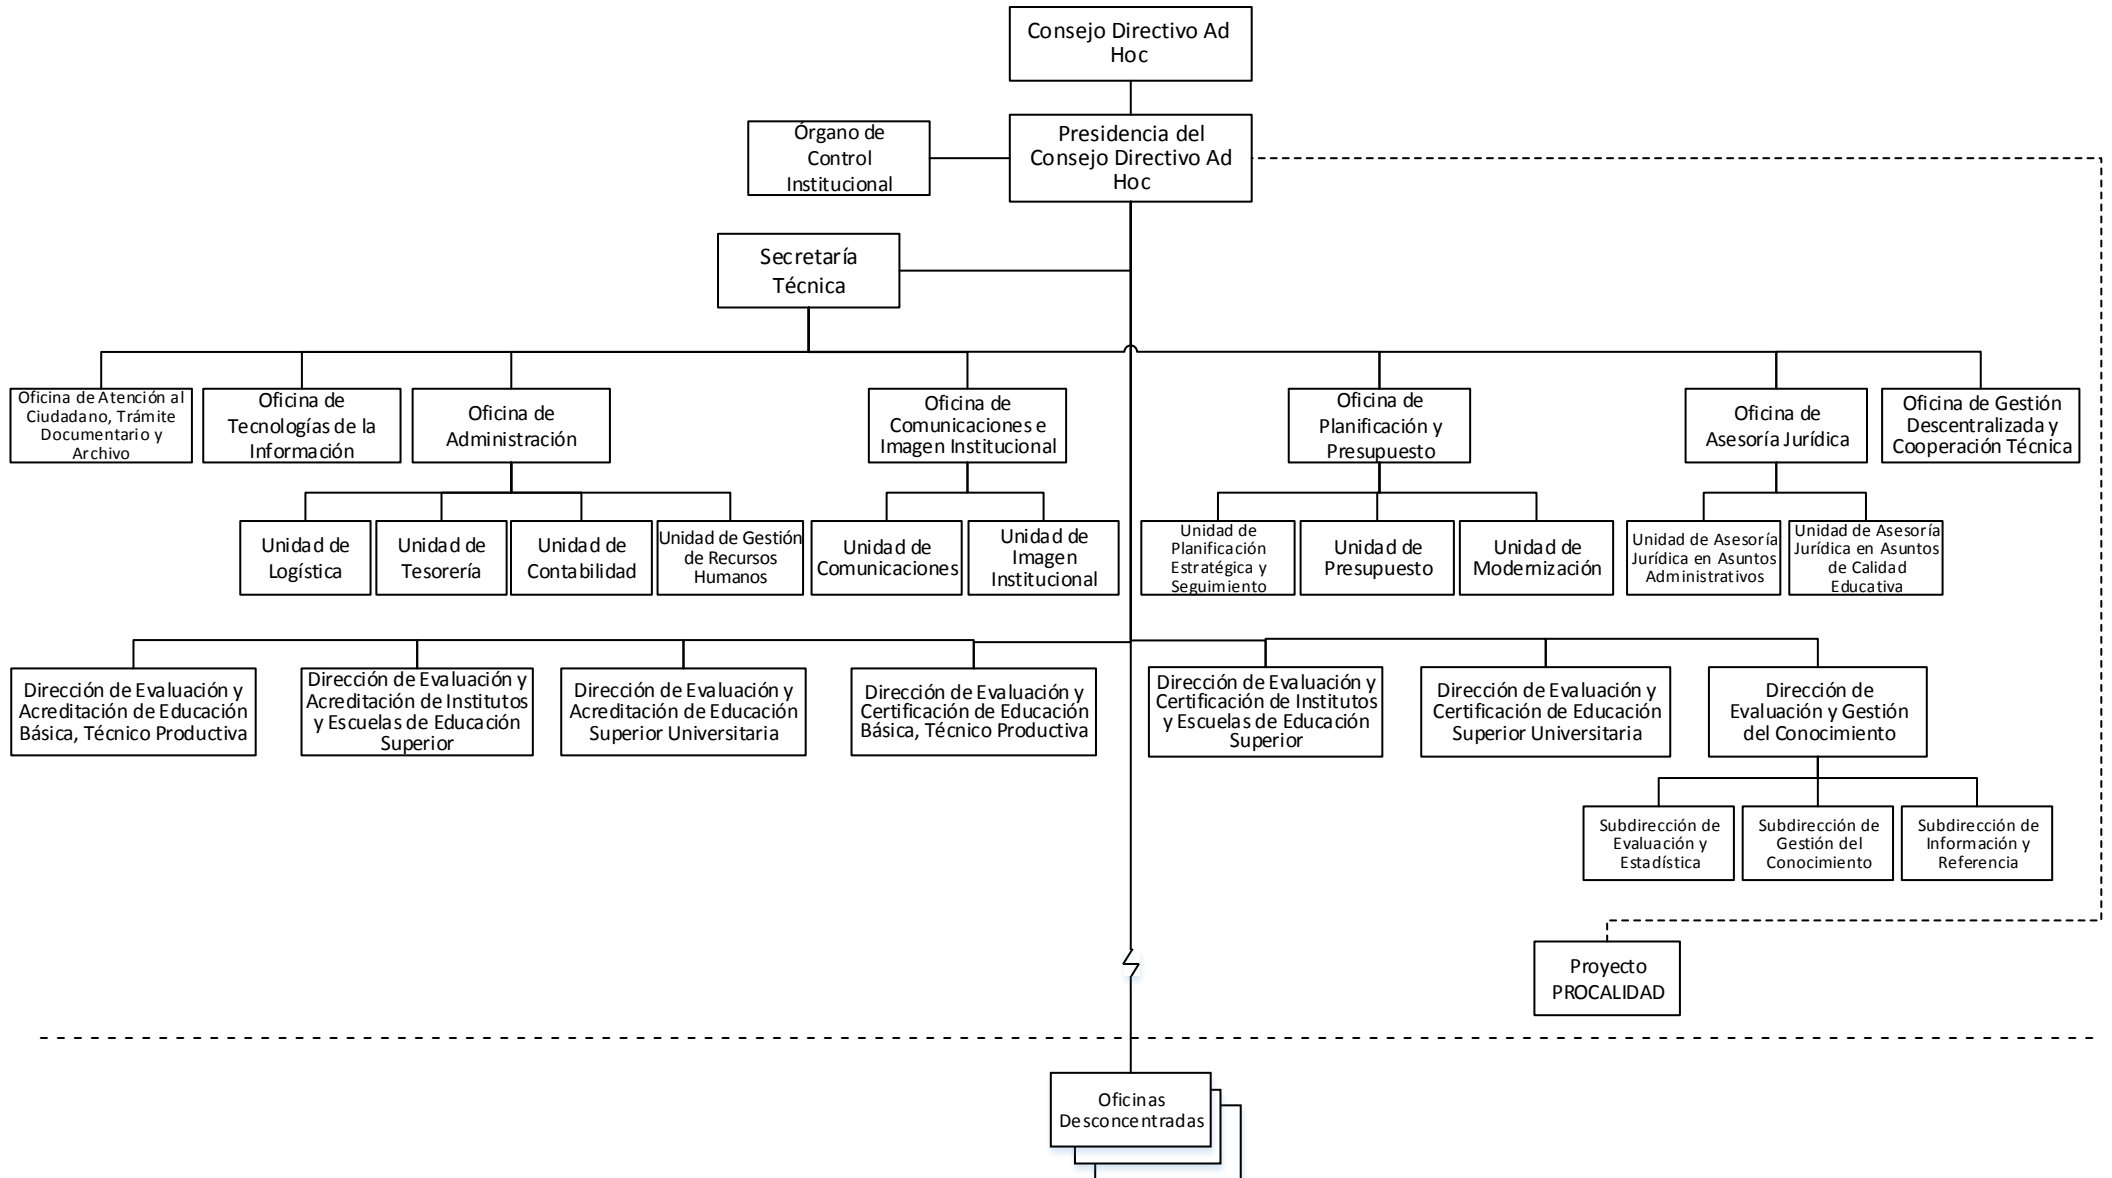 Consejo Directivo Ad
Hoc
Órgano de
Control
Institucional
Presidencia del
Consejo Directivo Ad
Hoc
Secretaría
Técnica
Oficina de Atención al
Ciudadano, Trámite
Documentario y
Archivo
Oficina de
Tecnologías de la
Información
Oficina de
Administración
Oficina de
Comunicaciones e
Imagen Institucional
Oficina de
Planificación y
Presupuesto
Oficina de
Asesoría Jurídica
Oficina de Gestión
Descentralizada y
Cooperación Técnica
Unidad de
Logística
Unidad de
Tesorería
Unidad de
Contabilidad
Unidad de Gestión
de Recursos
Humanos
Unidad de
Comunicaciones
Unidad de
Imagen
Institucional
Unidad de
Planificación
Estratégica y
Seguimiento
Unidad de
Presupuesto
Unidad de
Modernización
Unidad de Asesoría
Jurídica en Asuntos
Administrativos
Unidad de Asesoría
Jurídica en Asuntos
de Calidad
Educativa
Dirección de Evaluación y
Acreditación de Educación
Básica, Técnico Productiva
Dirección de Evaluación y
Acreditación de Institutos
y Escuelas de Educación
Superior
Dirección de Evaluación y
Acreditación de Educación
Superior Universitaria
Dirección de Evaluación y
Certificación de Educación
Básica, Técnico Productiva
Dirección de Evaluación y
Certificación de Institutos
y Escuelas de Educación
Superior
Dirección de Evaluación y
Certificación de Educación
Superior Universitaria
Dirección de
Evaluación y Gestión
del Conocimiento
Subdirección de
Evaluación y
Estadística
Subdirección de
Gestión del
Conocimiento
Subdirección de
Información y
Referencia
Proyecto
PROCALIDAD
Oficinas
Desconcentradas